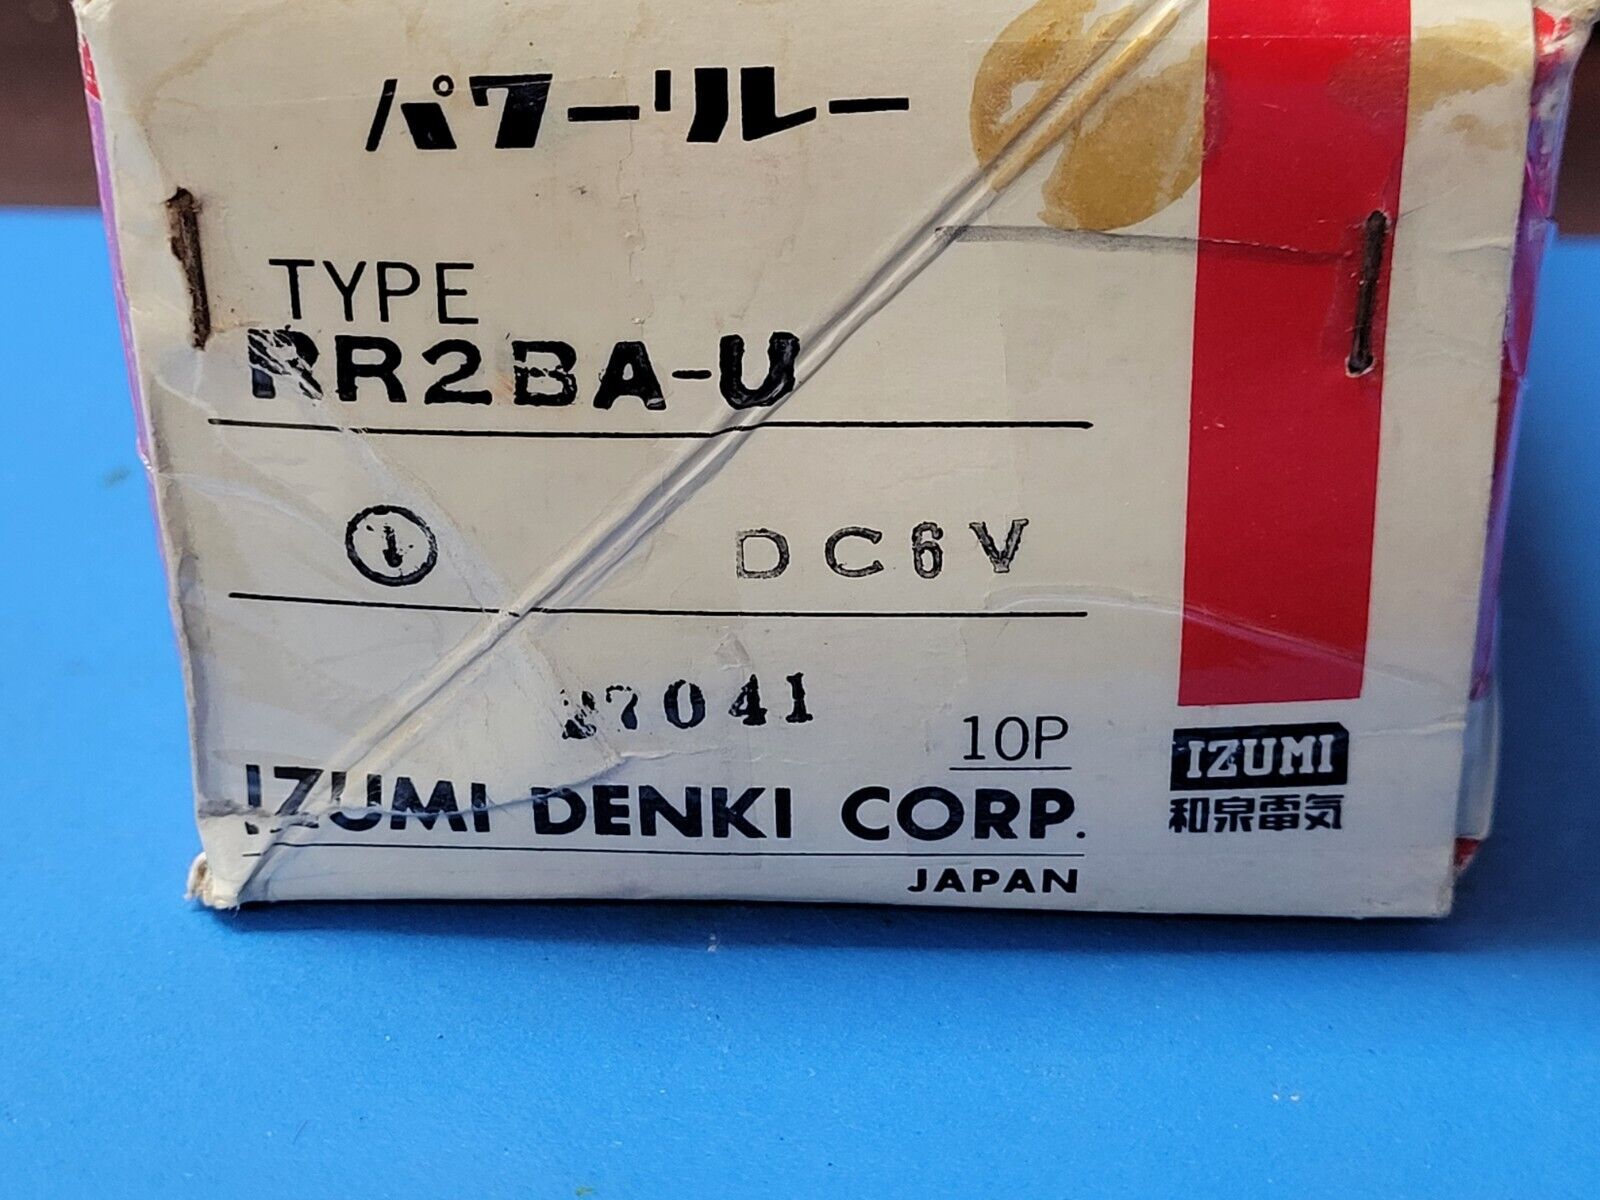 パワーリレー
TYPE
RR2BA-U
DC6V
27041
10P
IZUMI DENKI CORP.
JAPAN
IZUMI
和泉電気